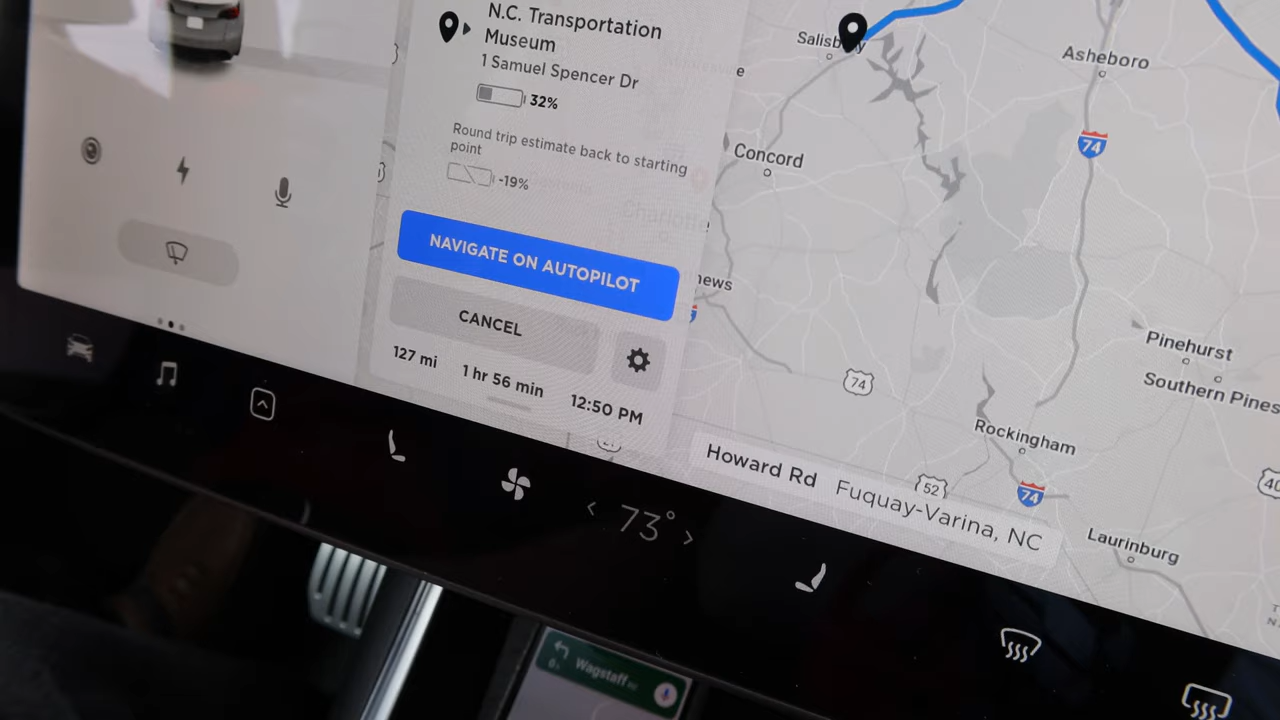 N.C. Transportation
Museum
1 Samuel Spencer Dr
32%
Round trip estimate back to starting
point
-19%
NAVIGATE ON AUTOPILOT
CANCEL
127 mi 1 hr 56 min 12:50 PM
Salisbury
Asheboro
74
Concord
Charlotte
74
Pinehurst
Southern Pines
Rockingham
52
74
Laurinburg
Howard Rd Fuquay-Varina, NC
73°
Wagstaff